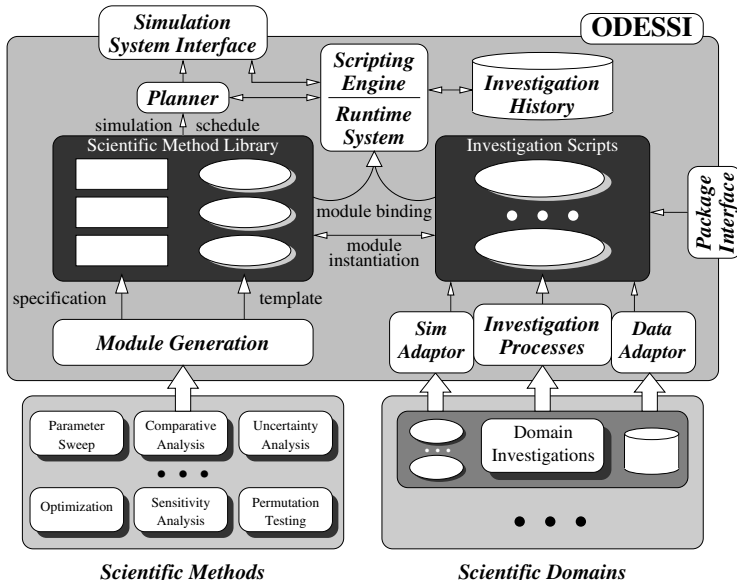 ODESSI
Simulation
System Interface
Scripting
Engine
Runtime
System
Investigation
History
Planner
simulation
schedule
Scientific Method Library
Investigation Scripts
module binding
module
instantiation
Package
Interface
specification
template
Module Generation
Sim
Adaptor
Investigation
Processes
Data
Adaptor
Parameter
Sweep
Comparative
Analysis
Uncertainty
Analysis
Optimization
Sensitivity
Analysis
Permutation
Testing
Domain
Investigations
Scientific Methods
Scientific Domains